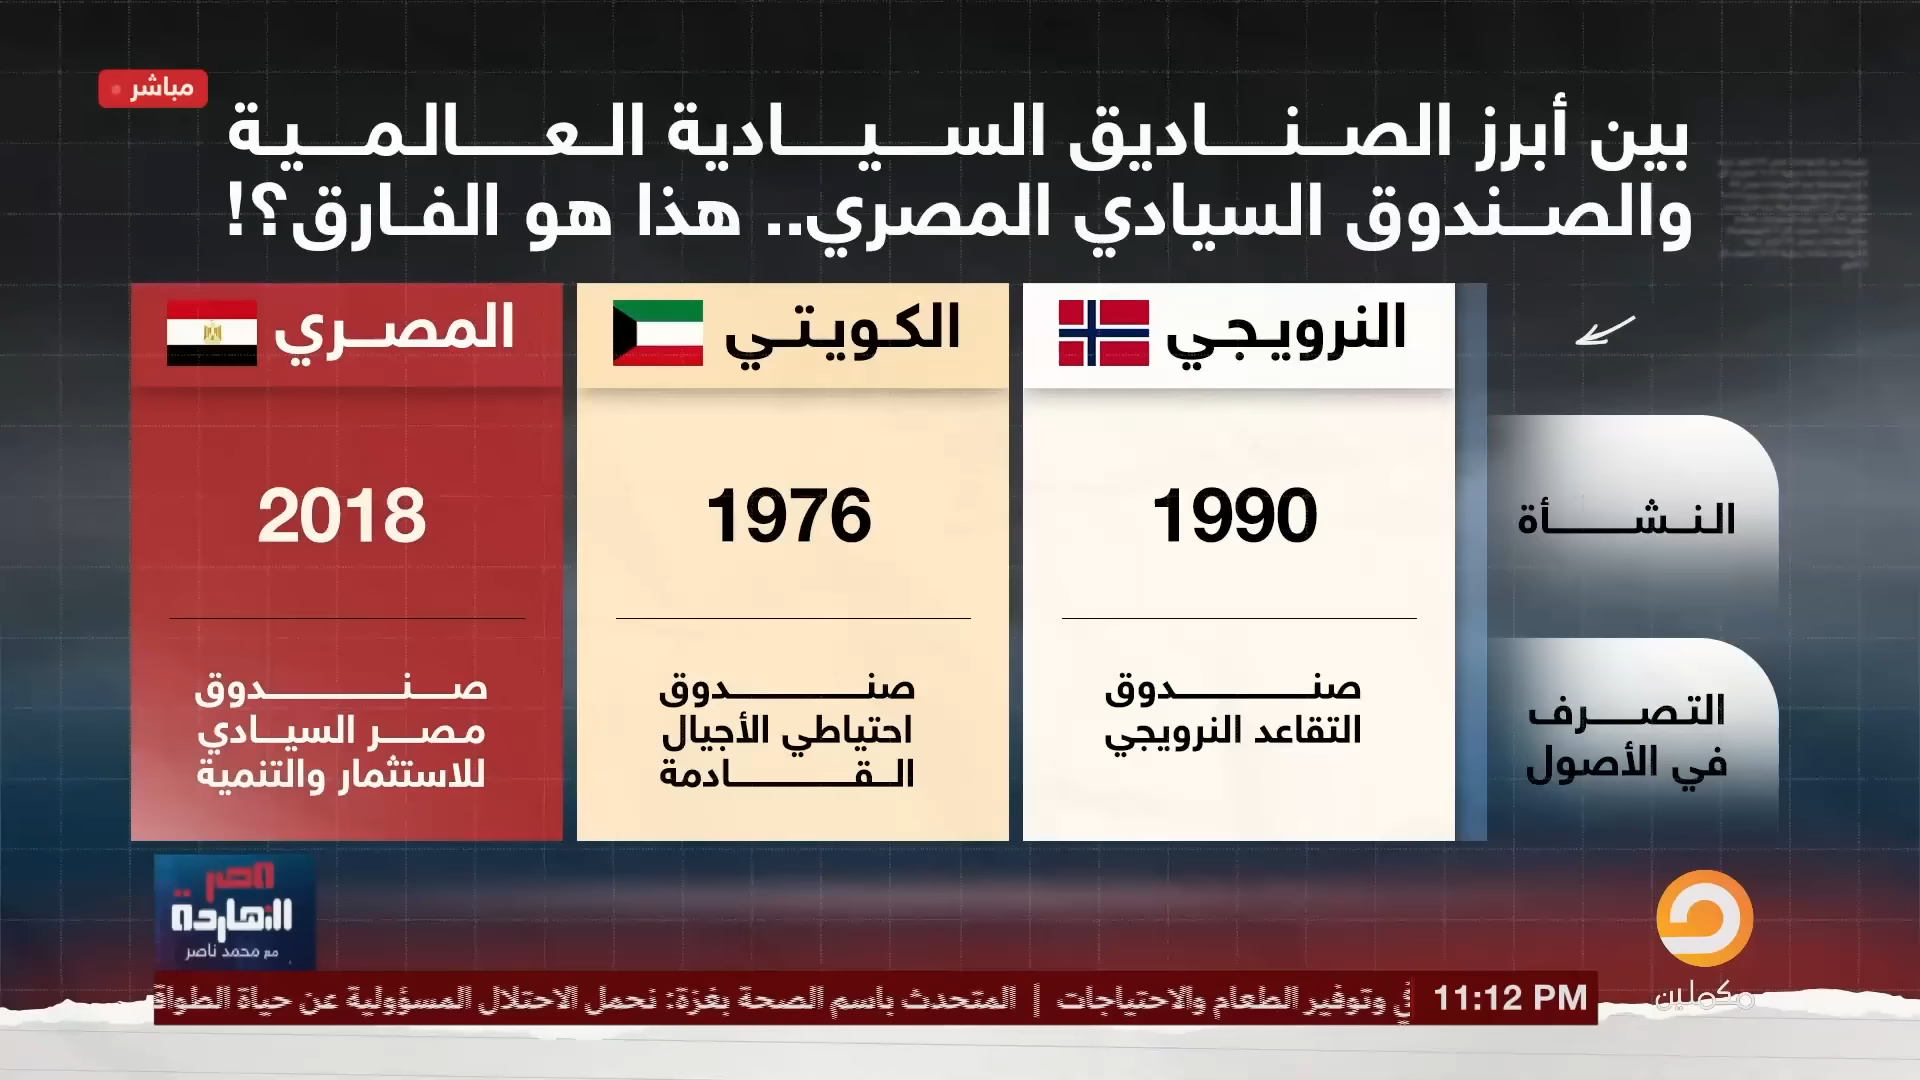 مباشر
بين أبرز الصناديق السيادية العالمية
والصندوق السيادي المصري.. هذا هو الفارق؟!
النرويجي
الكويتي
المصري
النشأة
1990
1976
2018
التصرف
في الأصول
صندوق
التقاعد النرويجي
صندوق
احتياطي الأجيال
القادمة
صندوق
مصر السيادي
للاستثمار والتنمية
مصر
النهاردة
مع محمد ناصر
مكملين
11:12 PM
وتوفير الطعام والاحتياجات | المتحدث باسم الصحة بغزة: نحمل الاحتلال المسؤولية عن حياة